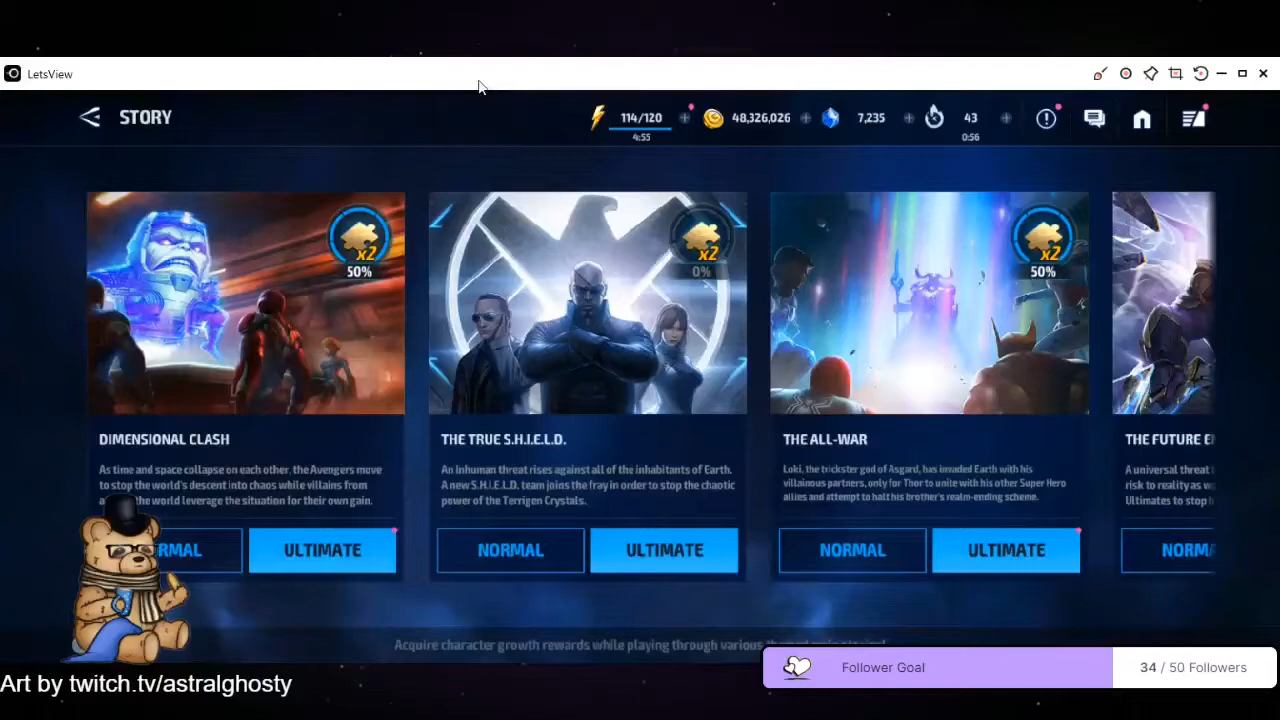 LetsView
STORY
114/120
4:55
48,326,026
7,235
43
0:56
x2
50%
x2
0%
x2
50%
DIMENSIONAL CLASH
As time and space collapse on each other, the Avengers move
to stop the world's descent into chaos while villains from
the world leverage the situation for their own gain.
RMAL
ULTIMATE
THE TRUE S.H.I.E.L.D.
An Inhuman threat rises against all of the inhabitants of Earth.
A new S.H.I.E.L.D. team joins the fray in order to stop the chaotic
power of the Terrigen Crystals.
NORMAL
ULTIMATE
THE ALL-WAR
Loki, the trickster god of Asgard, has invaded Earth with his
villainous partners, only for Thor to unite with his other Super Hero
allies and attempt to halt his brother's realm-ending scheme.
NORMAL
ULTIMATE
THE FUTURE E
A universal threat
risk to reality as w
Ultimates to stop
NORMA
Acquire character growth rewards while playing through various
Follower Goal
34 / 50 Followers
Art by twitch.tv/astralghosty